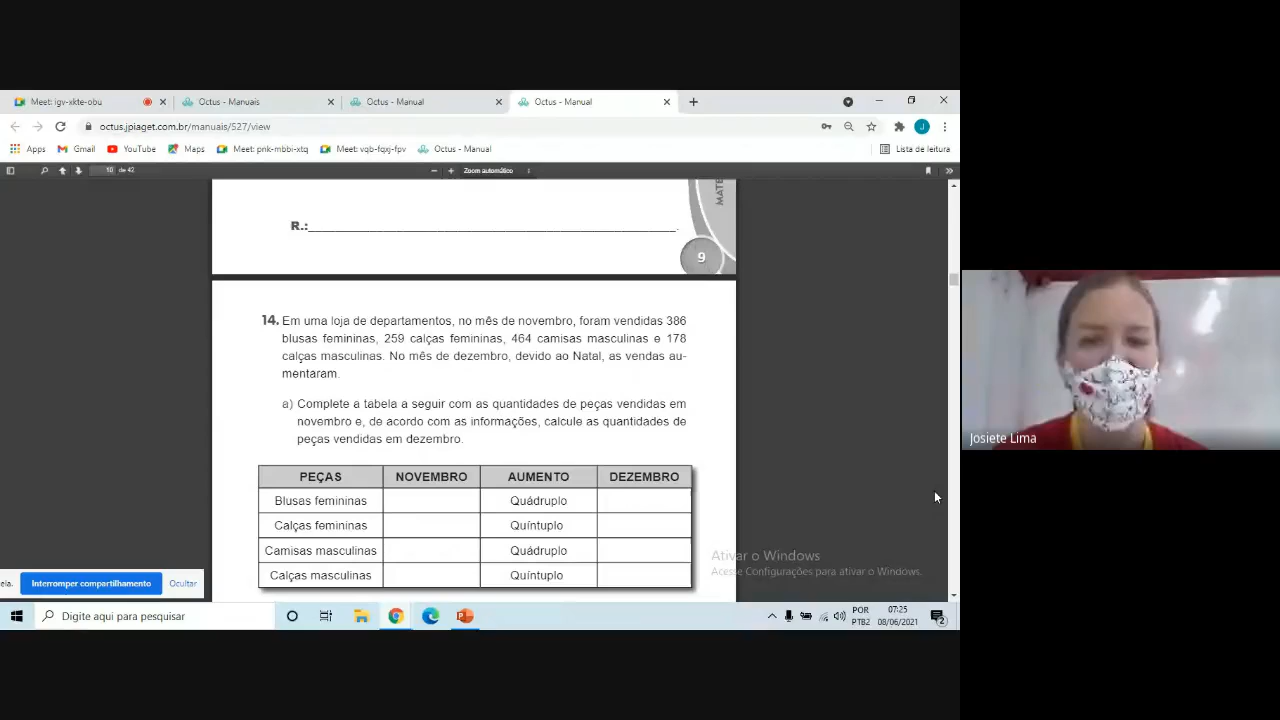 Meet: igv-xkte-obu
Octus - Manuais
Octus - Manual
Octus - Manual
octus.jpiaget.com.br/manuais/527/view
Apps
Gmail
YouTube
Maps
Meet: pnk-mbbi-xtq
Meet: vqb-fqxj-fpv
Octus - Manual
Lista de leitura
10 de 42
Zoom automático
MATE
R.:
9
14. Em uma loja de departamentos, no mês de novembro, foram vendidas 386
blusas femininas, 259 calças femininas, 464 camisas masculinas e 178
calças masculinas. No mês de dezembro, devido ao Natal, as vendas au-
mentaram.
a) Complete a tabela a seguir com as quantidades de peças vendidas em
novembro e, de acordo com as informações, calcule as quantidades de
peças vendidas em dezembro.
PEÇAS NOVEMBRO AUMENTO DEZEMBRO
Blusas femininas Quádruplo
Calças femininas Quíntuplo
Camisas masculinas Quádruplo
Calças masculinas Quíntuplo
Ativar o Windows
Acesse Configurações para ativar o Windows.
ela.
Interromper compartilhamento
Ocultar
Digite aqui para pesquisar
POR
PTB2
07:25
08/06/2021
2
J
Josiete Lima